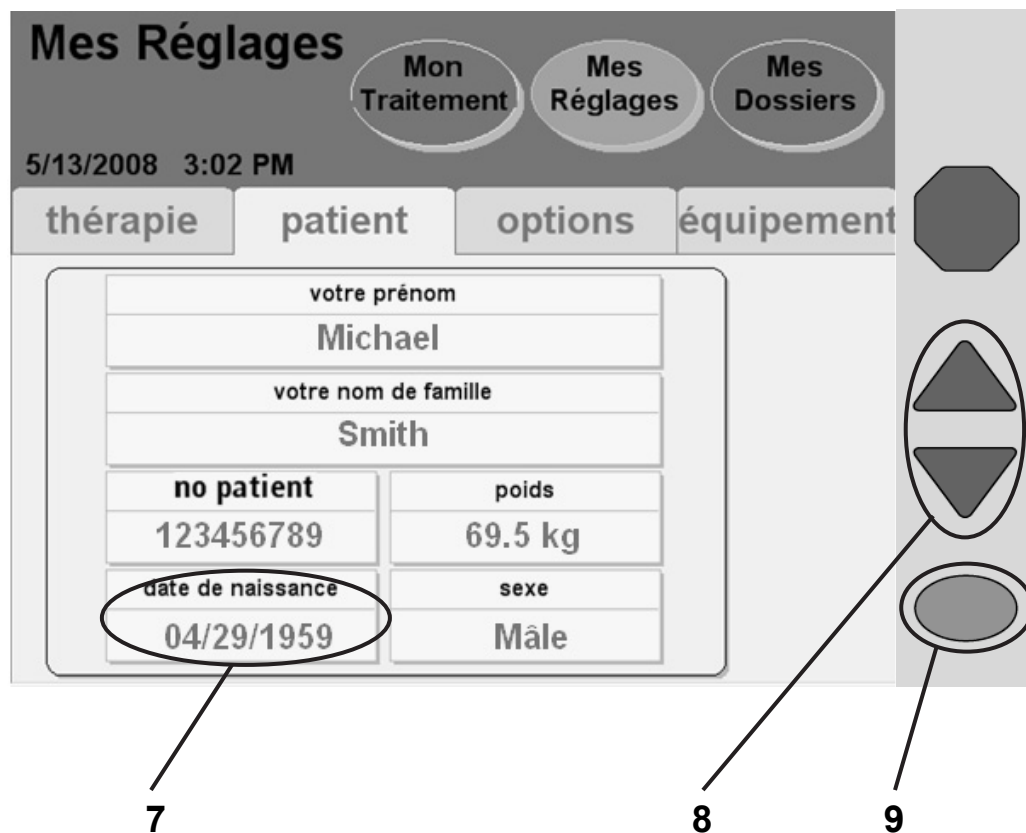 Mes Réglages
Mon
Traitement
Mes
Réglages
Mes
Dossiers
5/13/2008 3:02 PM
thérapie patient options équipement
votre prénom
Michael
votre nom de famille
Smith
no patient poids
123456789 69.5 kg
date de naissance sexe
04/29/1959 Mâle
7 8 9